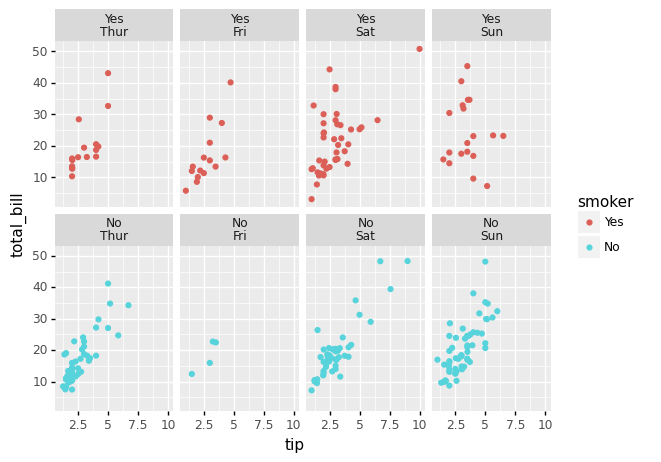 Yes Yes Yes Yes
Thur Fri Sat Sun
50
40
30
20
10
total_bill
No No No No
Thur Fri Sat Sun
50
40
30
20
10
2.5 5 7.5 10 2.5 5 7.5 10 2.5 5 7.5 10 2.5 5 7.5 10
tip
smoker
Yes
No